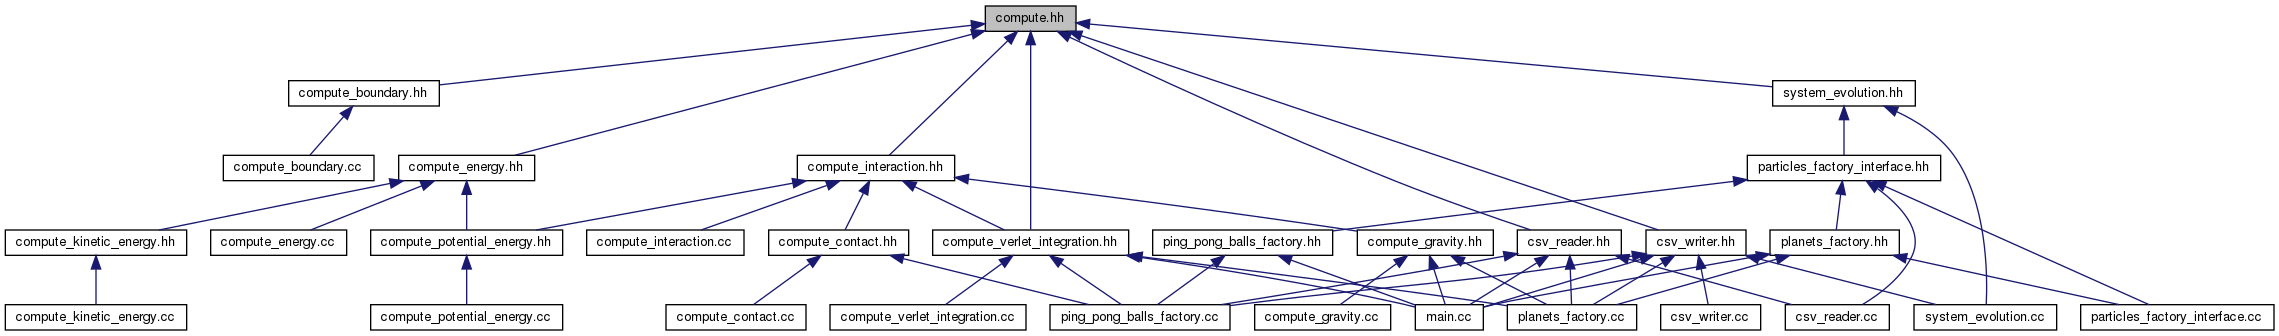 compute.hh
compute_boundary.hh
system_evolution.hh
compute_boundary.cc
compute_energy.hh
compute_interaction.hh
particles_factory_interface.hh
compute_kinetic_energy.hh
compute_energy.cc
compute_potential_energy.hh
compute_interaction.cc
compute_contact.hh
compute_verlet_integration.hh
ping_pong_balls_factory.hh
compute_gravity.hh
csv_reader.hh
csv_writer.hh
planets_factory.hh
compute_kinetic_energy.cc
compute_potential_energy.cc
compute_contact.cc
compute_verlet_integration.cc
ping_pong_balls_factory.cc
compute_gravity.cc
main.cc
planets_factory.cc
csv_writer.cc
csv_reader.cc
system_evolution.cc
particles_factory_interface.cc